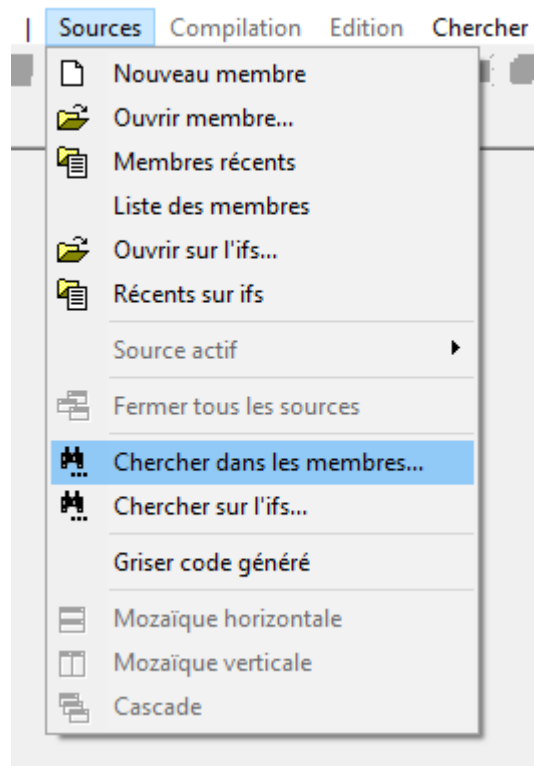 | Sources Compilation Edition Chercher
Nouveau membre
Ouvrir membre...
Membres récents
Liste des membres
Ouvrir sur l'ifs...
Récents sur ifs
Source actif
Fermer tous les sources
Chercher dans les membres...
Chercher sur l'ifs...
Griser code généré
Mozaïque horizontale
Mozaïque verticale
Cascade